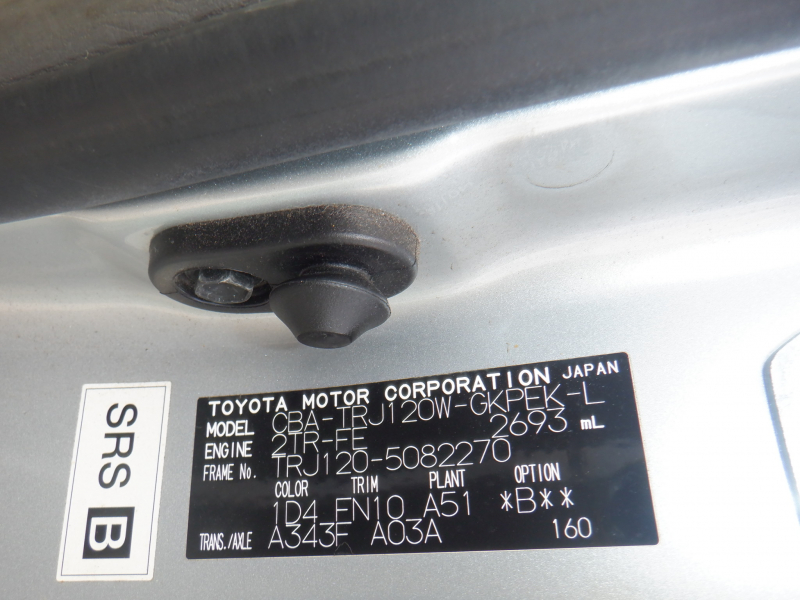 TOYOTA MOTOR CORPORATION JAPAN
MODEL CBA-TRJ120W-GKPEK-L
ENGINE 2TR-FE 2693 mL
FRAME No. TRJ120-5082270
COLOR TRIM PLANT OPTION
1D4 FN10 A51 *B**
TRANS./AXLE A343F A03A 160
SRS B